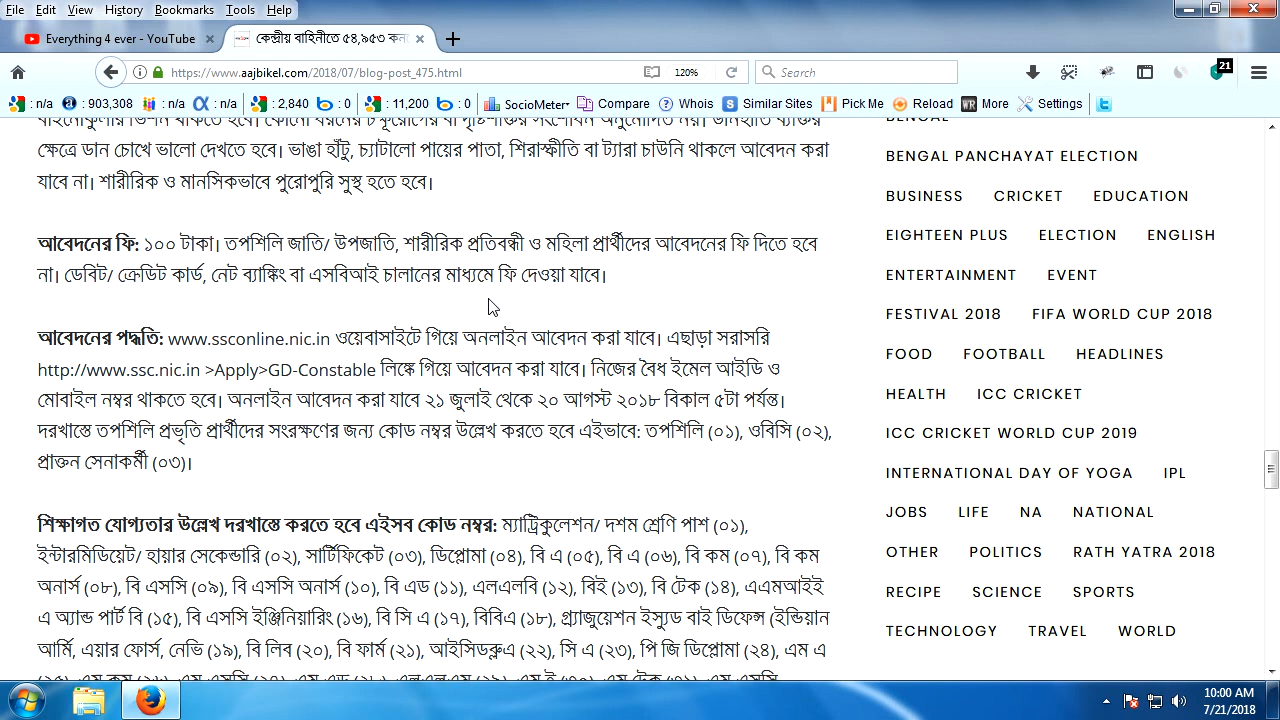 File Edit View History Bookmarks Tools Help
Everything 4 ever - YouTube
কেন্দ্রীয় বাহিনীতে ৫৪,৯৫৩ কন
https://www.aajbikel.com/2018/07/blog-post_475.html 120% Search 21
: n/a : 903,308 : n/a : n/a : 2,840 : 0 : 11,200 : 0 SocioMeter Compare Whois Similar Sites Pick Me Reload WR More Settings
ক্ষেত্রে ডান চোখে ভালো দেখতে হবে। ভাঙা হাঁটু, চ্যাটালো পায়ের পাতা, শিরাস্ফীতি বা ট্যারা চাউনি থাকলে আবেদন করা
যাবে না। শারীরিক ও মানসিকভাবে পুরোপুরি সুস্থ হতে হবে।
আবেদনের ফি: ১০০ টাকা। তপশিলি জাতি/ উপজাতি, শারীরিক প্রতিবন্ধী ও মহিলা প্রার্থীদের আবেদনের ফি দিতে হবে
না। ডেবিট/ ক্রেডিট কার্ড, নেট ব্যাঙ্কিং বা এসবিআই চালানের মাধ্যমে ফি দেওয়া যাবে।
আবেদনের পদ্ধতি: www.ssconline.nic.in ওয়েবাসাইটে গিয়ে অনলাইন আবেদন করা যাবে। এছাড়া সরাসরি
http://www.ssc.nic.in >Apply>GD-Constable লিঙ্কে গিয়ে আবেদন করা যাবে। নিজের বৈধ ইমেল আইডি ও
মোবাইল নম্বর থাকতে হবে। অনলাইন আবেদন করা যাবে ২১ জুলাই থেকে ২০ আগস্ট ২০১৮ বিকাল ৫টা পর্যন্ত।
দরখাস্তে তপশিলি প্রভৃতি প্রার্থীদের সংরক্ষণের জন্য কোড নম্বর উল্লেখ করতে হবে এইভাবে: তপশিলি (০১), ওবিসি (০২),
প্রাক্তন সেনাকর্মী (০৩)।
শিক্ষাগত যোগ্যতার উল্লেখ দরখাস্তে করতে হবে এইসব কোড নম্বর: ম্যাট্রিকুলেশন/ দশম শ্রেণি পাশ (০১),
ইন্টারমিডিয়েট/ হায়ার সেকেন্ডারি (০২), সার্টিফিকেট (০৩), ডিপ্লোমা (০৪), বি এ (০৫), বি এ (০৬), বি কম (০৭), বি কম
অনার্স (০৮), বি এসসি (০৯), বি এসসি অনার্স (১০), বি এড (১১), এলএলবি (১২), বিই (১৩), বি টেক (১৪), এএমআইই
এ অ্যান্ড পার্ট বি (১৫), বি এসসি ইঞ্জিনিয়ারিং (১৬), বি সি এ (১৭), বিবিএ (১৮), গ্র্যাজুয়েশন ইস্যুড বাই ডিফেন্স (ইন্ডিয়ান
আর্মি, এয়ার ফোর্স, নেভি (১৯), বি লিব (২০), বি ফার্ম (২১), আইসিডব্লুএ (২২), সি এ (২৩), পি জি ডিপ্লোমা (২৪), এম এ
BENGAL
BENGAL PANCHAYAT ELECTION
BUSINESS CRICKET EDUCATION
EIGHTEEN PLUS ELECTION ENGLISH
ENTERTAINMENT EVENT
FESTIVAL 2018 FIFA WORLD CUP 2018
FOOD FOOTBALL HEADLINES
HEALTH ICC CRICKET
ICC CRICKET WORLD CUP 2019
INTERNATIONAL DAY OF YOGA IPL
JOBS LIFE NA NATIONAL
OTHER POLITICS RATH YATRA 2018
RECIPE SCIENCE SPORTS
TECHNOLOGY TRAVEL WORLD
10:00 AM
7/21/2018